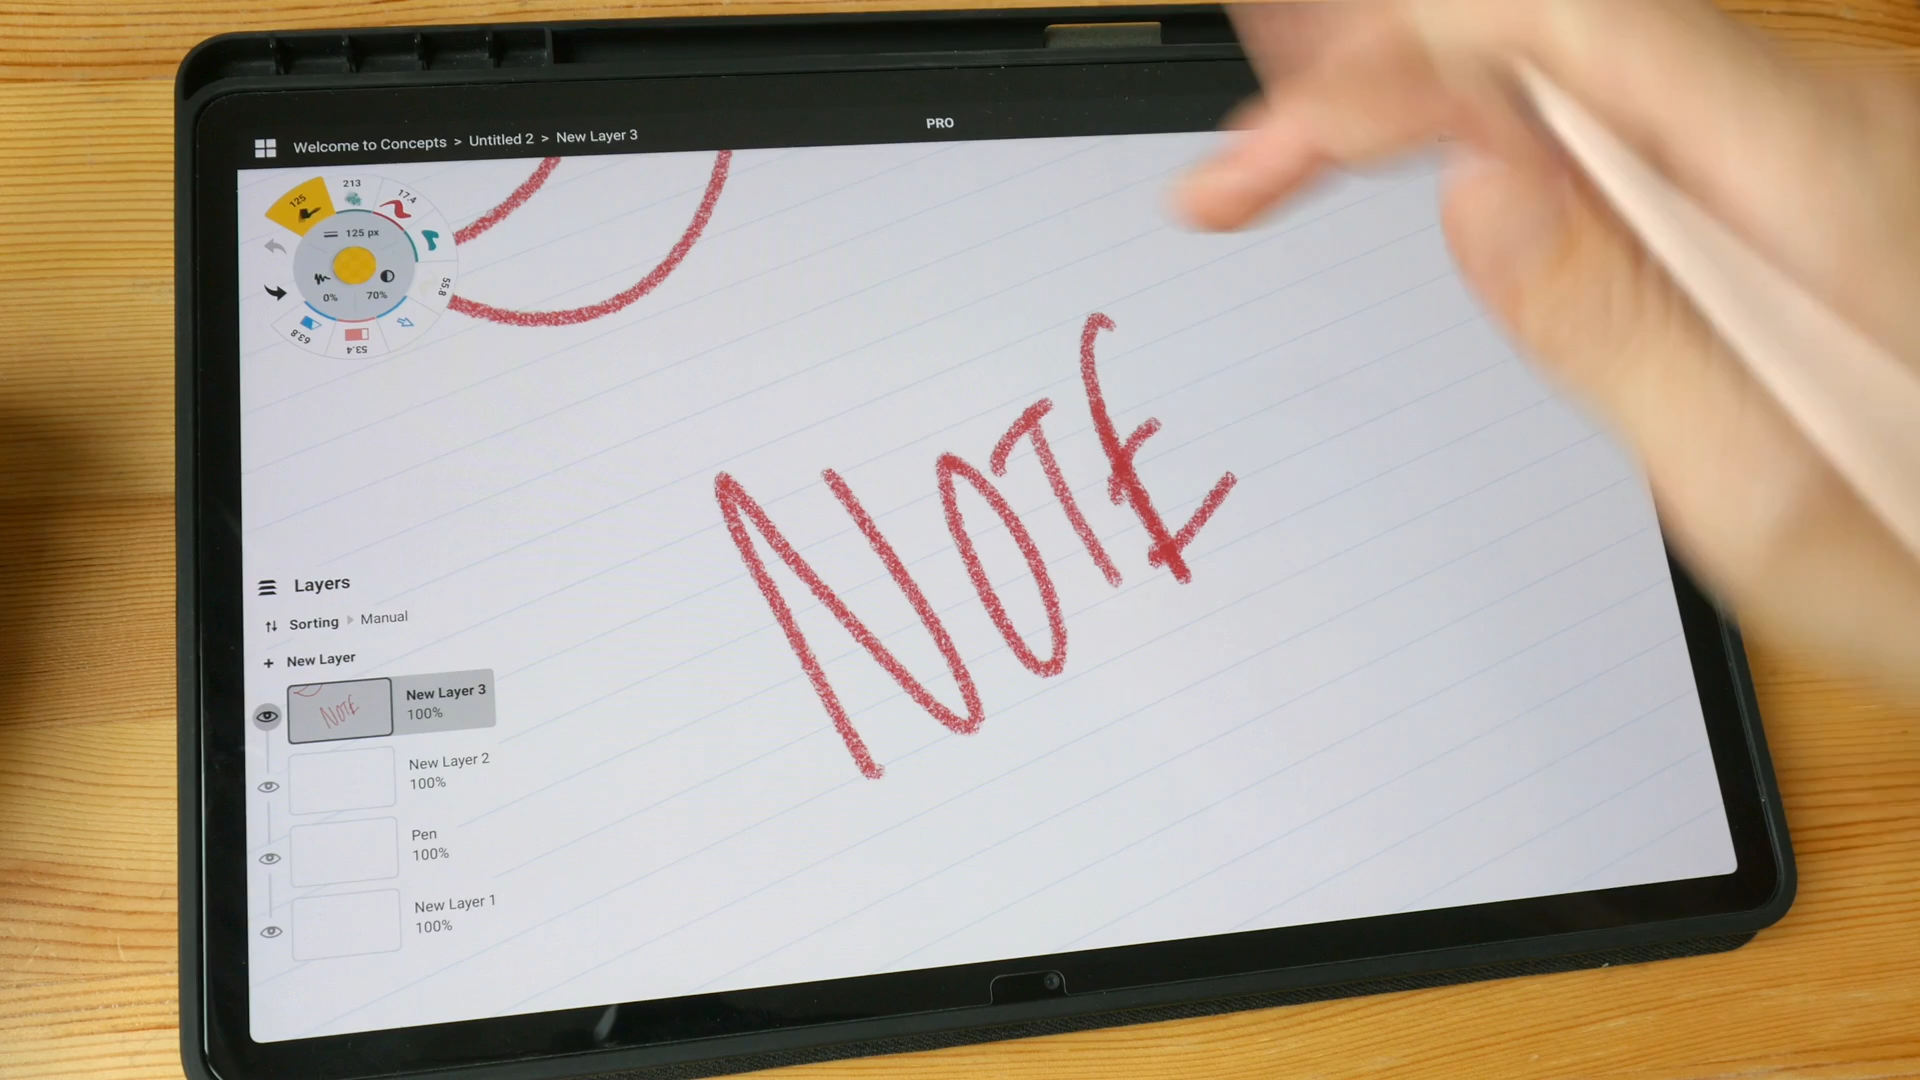 Welcome to Concepts > Untitled 2 > New Layer 3
PRO
125
213
17.4
125 px
55.8
0%
70%
63.8
53.4
NOTE
Layers
Sorting Manual
+ New Layer
NOTE
New Layer 3
100%
New Layer 2
100%
Pen
100%
New Layer 1
100%